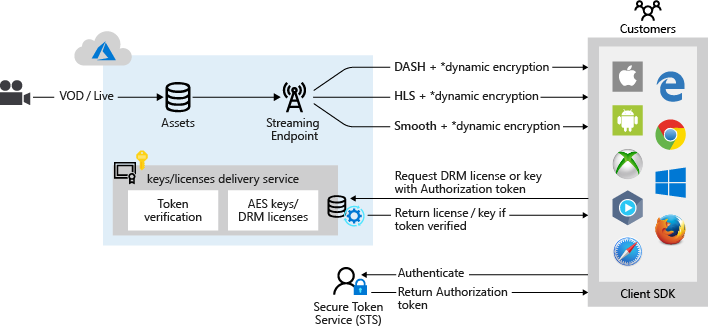 Customers
DASH + *dynamic encryption
VOD / Live
HLS + *dynamic encryption
Assets
Streaming
Endpoint
Smooth + *dynamic encryption
keys/licenses delivery service
Token
verification
AES keys/
DRM licenses
Request DRM license or key
with Authorization token
Return license / key if
token verified
Authenticate
Return Authorization
token
Secure Token
Service (STS)
Client SDK